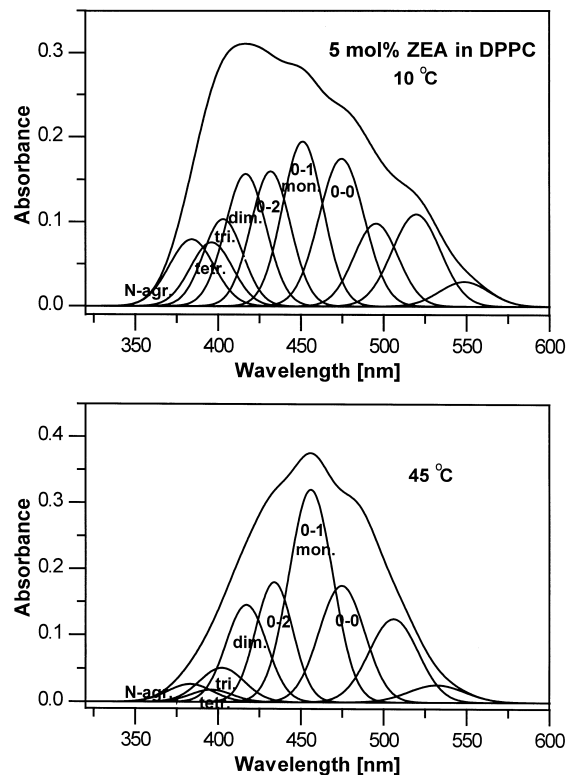 5 mol% ZEA in DPPC
10 °C
Absorbance
0.3
0.2
0.1
0.0
0-1
mon.
0-0
0-2
dim.
tri.
tetr.
N-agr.
350 400 450 500 550 600
Wavelength [nm]
45 °C
Absorbance
0.4
0.3
0.2
0.1
0.0
0-1
mon.
0-2
0-0
dim.
tri.
N-agr.
tetr.
350 400 450 500 550 600
Wavelength [nm]